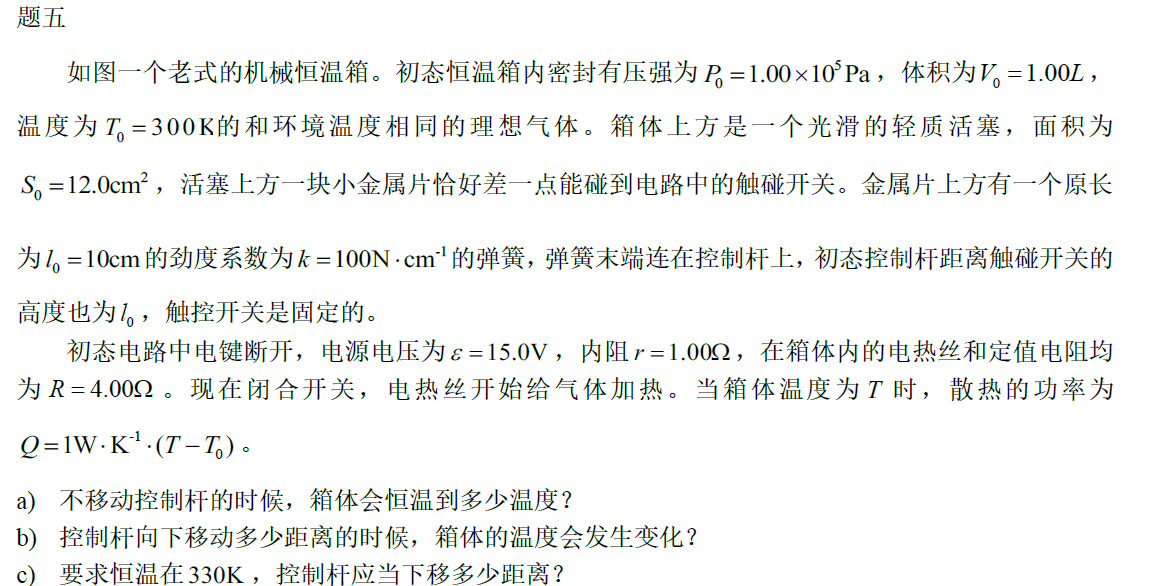 题五
如图一个老式的机械恒温箱。初态恒温箱内密封有压强为 P₀ =1.00×10⁵Pa，体积为V₀ =1.00L，
温度为 T₀ =300K的和环境温度相同的理想气体。箱体上方是一个光滑的轻质活塞，面积为
S₀ =12.0cm²，活塞上方一块小金属片恰好差一点能碰到电路中的触碰开关。金属片上方有一个原长
为 l₀ =10cm 的劲度系数为 k =100N·cm⁻¹ 的弹簧，弹簧末端连在控制杆上，初态控制杆距离触碰开关的
高度也为 l₀，触控开关是固定的。
初态电路中电键断开，电源电压为 ε =15.0V，内阻 r =1.00Ω，在箱体内的电热丝和定值电阻均
为 R =4.00Ω 。现在闭合开关，电热丝开始给气体加热。当箱体温度为 T 时，散热的功率为
Q=1W·K⁻¹·(T−T₀)。
a) 不移动控制杆的时候，箱体会恒温到多少温度？
b) 控制杆向下移动多少距离的时候，箱体的温度会发生变化？
c) 要求恒温在330K，控制杆应当下移多少距离？